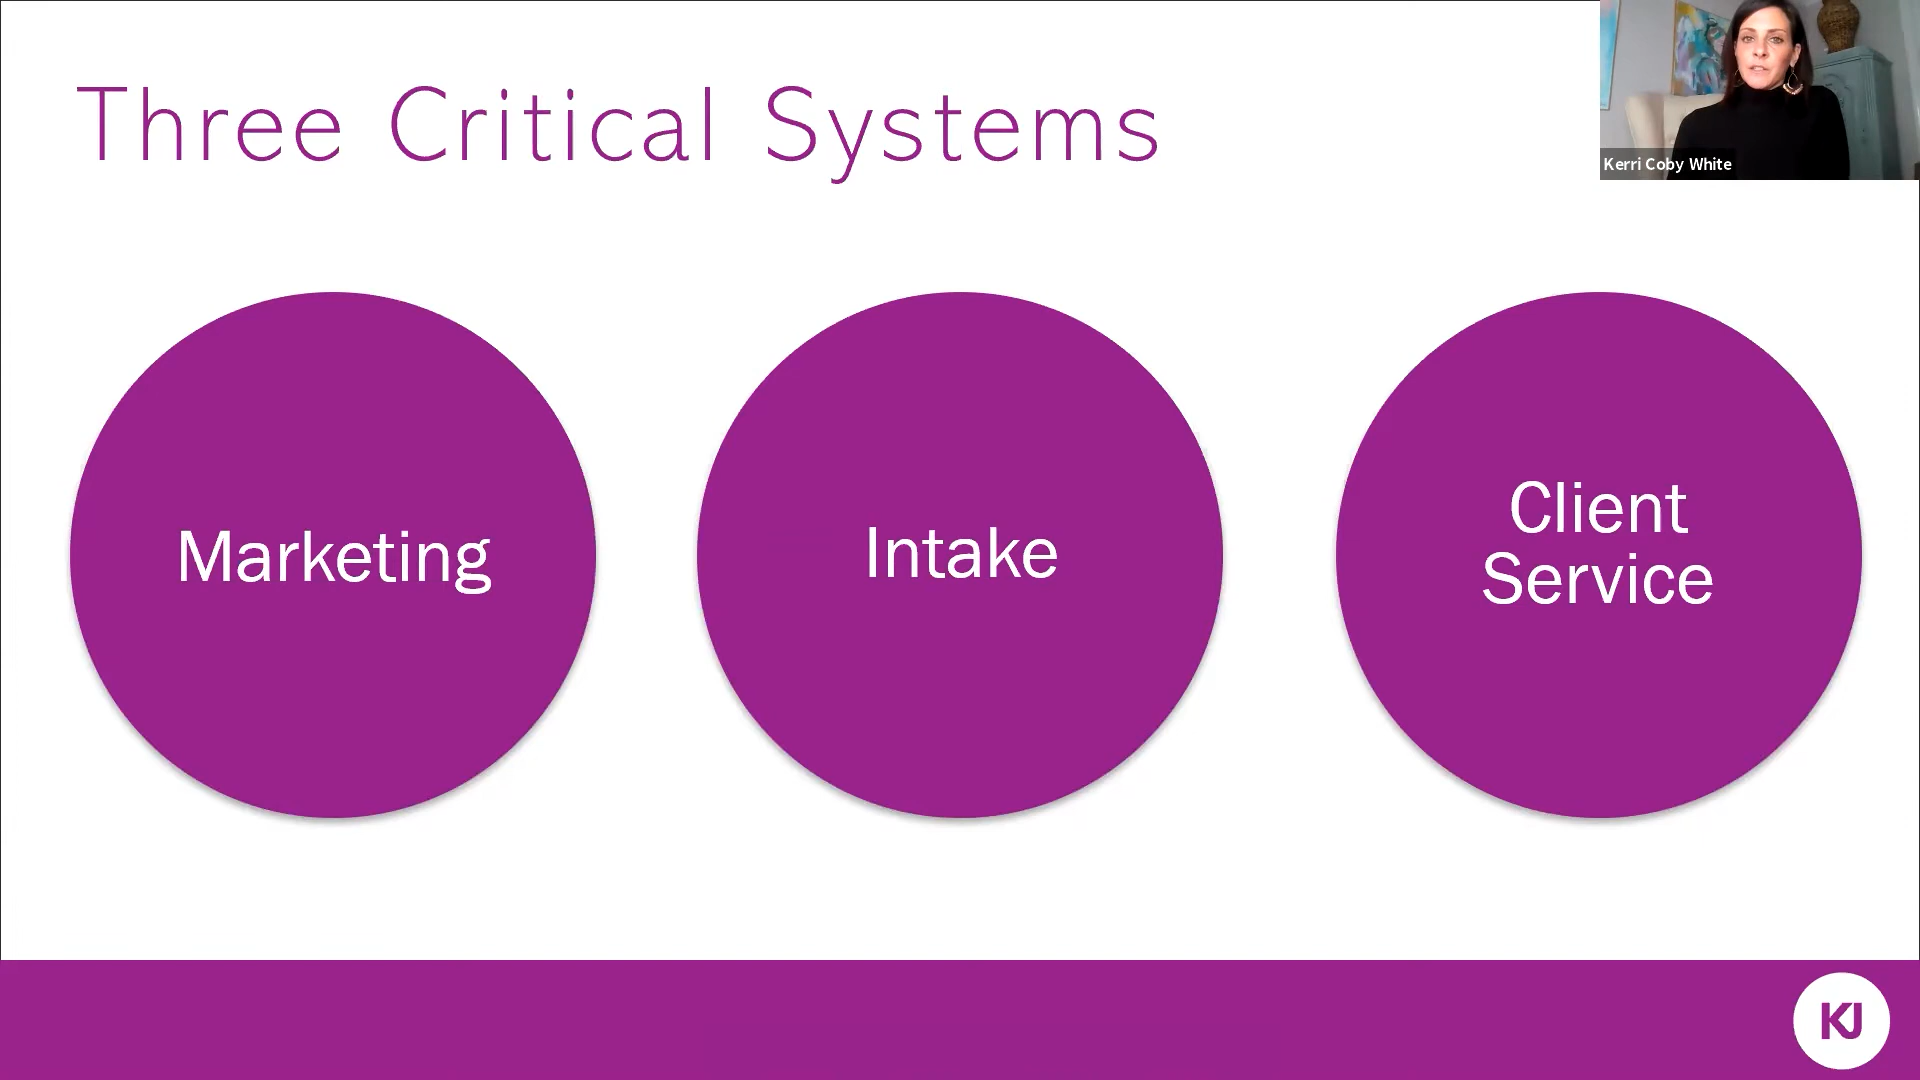 Three Critical Systems
Kerri Coby White
Marketing
Intake
Client
Service
KJ